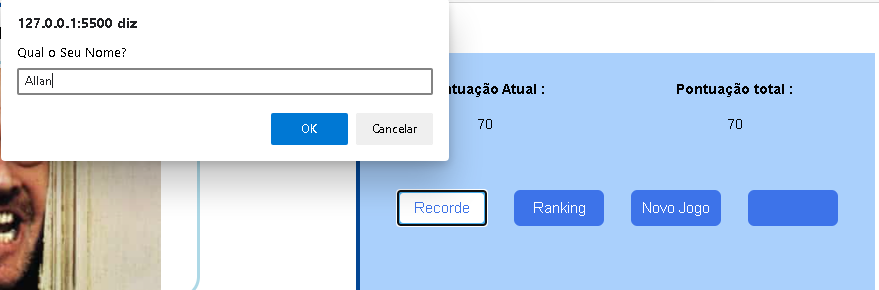 127.0.0.1:5500 diz
Qual o Seu Nome?
Allan
OK Cancelar
ntuação Atual : Pontuação total :
70 70
Recorde Ranking Novo Jogo